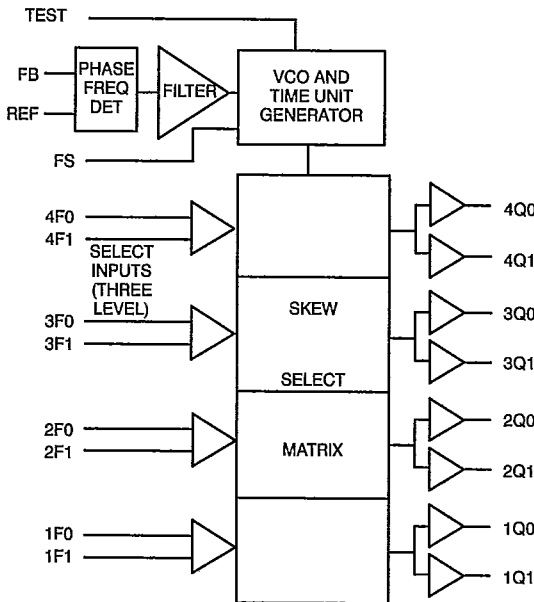 TEST
FB
REF
PHASE
FREQ
DET
FILTER
VCO AND
TIME UNIT
GENERATOR
FS
4F0
4F1
SELECT
INPUTS
(THREE
LEVEL)
4Q0
4Q1
3F0
3F1
SKEW
SELECT
MATRIX
3Q0
3Q1
2F0
2F1
2Q0
2Q1
1F0
1F1
1Q0
1Q1